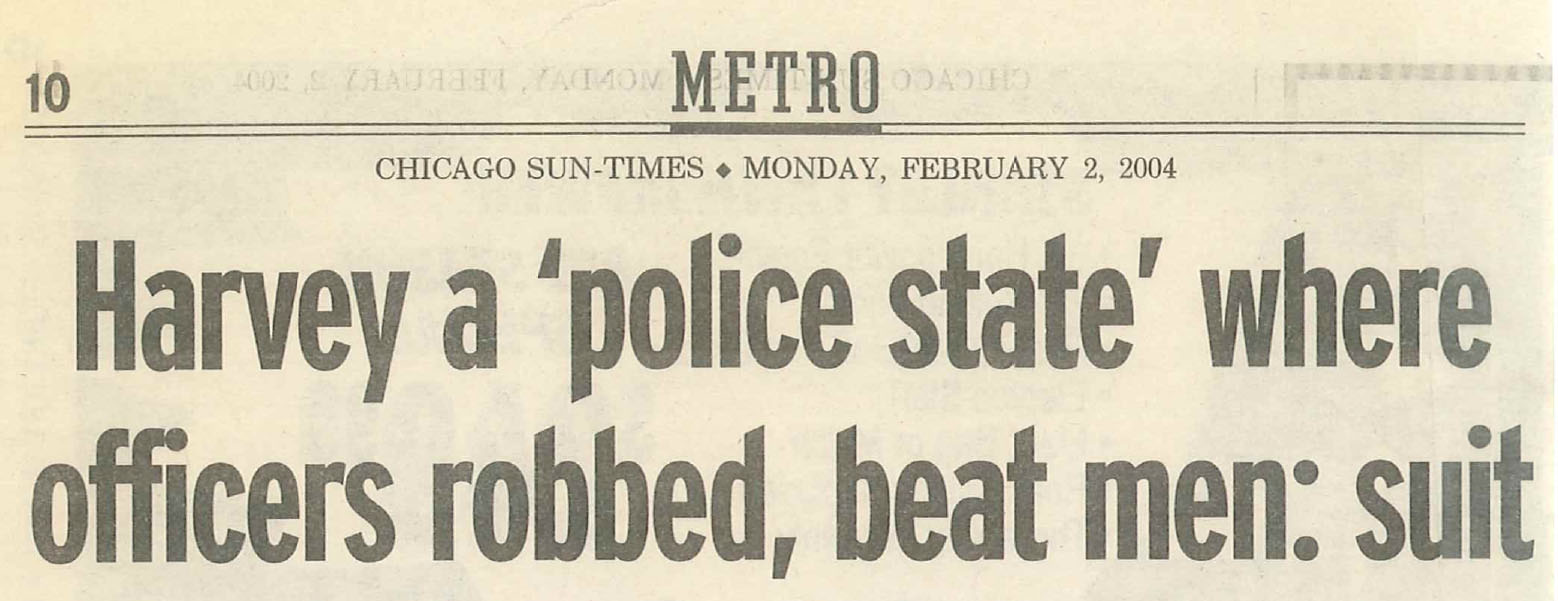 10
METRO
CHICAGO SUN-TIMES ◆ MONDAY, FEBRUARY 2, 2004
Harvey a ‘police state’ where
officers robbed, beat men: suit